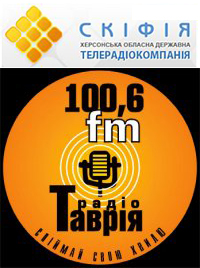 СКІФІЯ
ХЕРСОНСЬКА ОБЛАСНА ДЕРЖАВНА
ТЕЛЕРАДІОКОМПАНІЯ
100,6
fm
радіо
Таврія
СПІЙМАЙ СВОЮ ХВИЛЮ